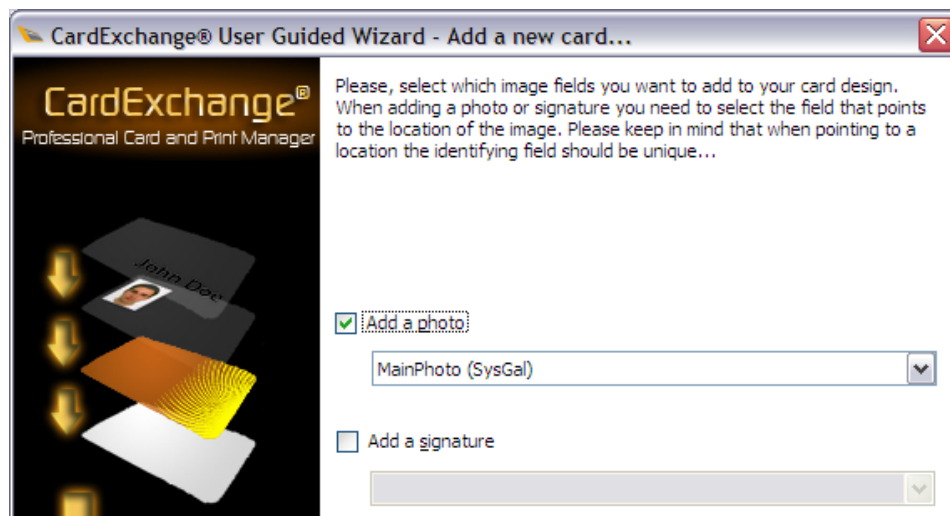 CardExchange® User Guided Wizard - Add a new card...
CardExchange®
Professional Card and Print Manager
John Doe
Please, select which image fields you want to add to your card design.
When adding a photo or signature you need to select the field that points
to the location of the image. Please keep in mind that when pointing to a
location the identifying field should be unique...
Add a photo
MainPhoto (SysGal)
Add a signature